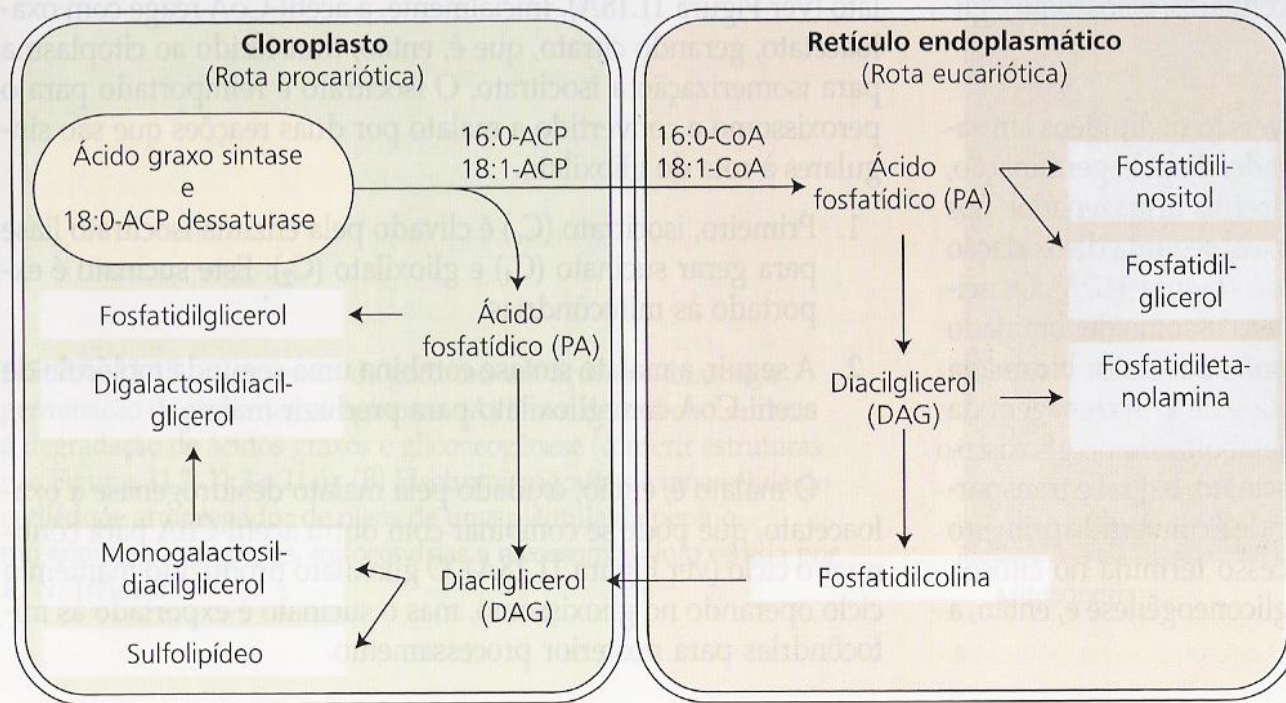 Cloroplasto
(Rota procariótica)
Ácido graxo sintase
e
18:0-ACP dessaturase
16:0-ACP
18:1-ACP
Fosfatidilglicerol
Ácido
fosfatídico (PA)
Digalactosildiacil-
glicerol
Monogalactosil-
diacilglicerol
Sulfolipídeo
Diacilglicerol
(DAG)
Retículo endoplasmático
(Rota eucariótica)
16:0-CoA
18:1-CoA
Ácido
fosfatídico (PA)
Fosfatidili-
nositol
Fosfatidil-
glicerol
Diacilglicerol
(DAG)
Fosfatidileta-
nolamina
Fosfatidilcolina